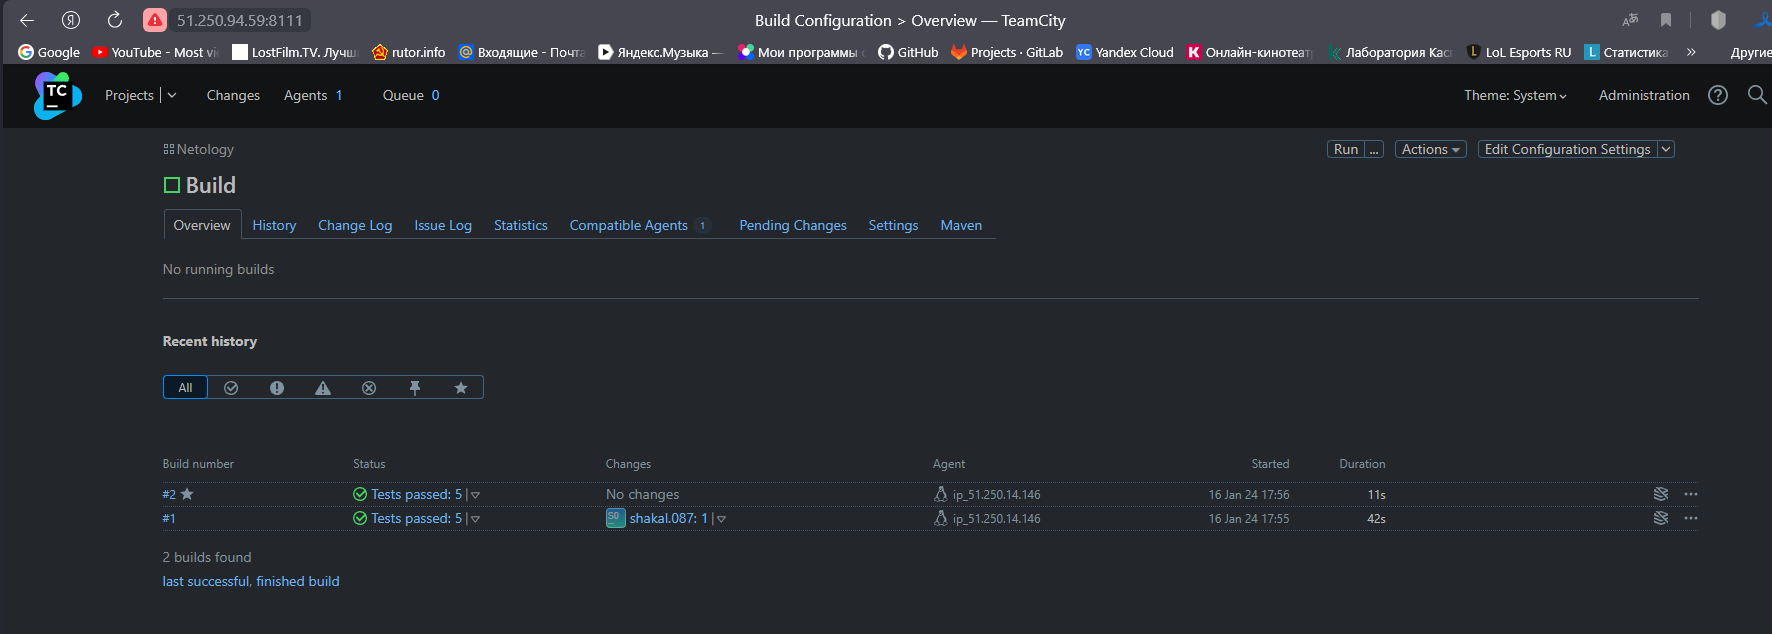 51.250.94.59:8111 Build Configuration > Overview — TeamCity
Google YouTube - Most vi LostFilm.TV. Лучш rutor.info Входящие - Почта Яндекс.Музыка — Мои программы GitHub Projects · GitLab Yandex Cloud Онлайн-кинотеатр Лаборатория Касп LoL Esports RU Статистика » Другие
TC Projects Changes Agents 1 Queue 0 Theme: System Administration
Netology Run ... Actions Edit Configuration Settings
Build
Overview History Change Log Issue Log Statistics Compatible Agents 1 Pending Changes Settings Maven
No running builds
Recent history
All
Build number Status Changes Agent Started Duration
#2 Tests passed: 5 No changes ip_51.250.14.146 16 Jan 24 17:56 11s
#1 Tests passed: 5 shakal.087: 1 ip_51.250.14.146 16 Jan 24 17:55 42s
2 builds found
last successful, finished build